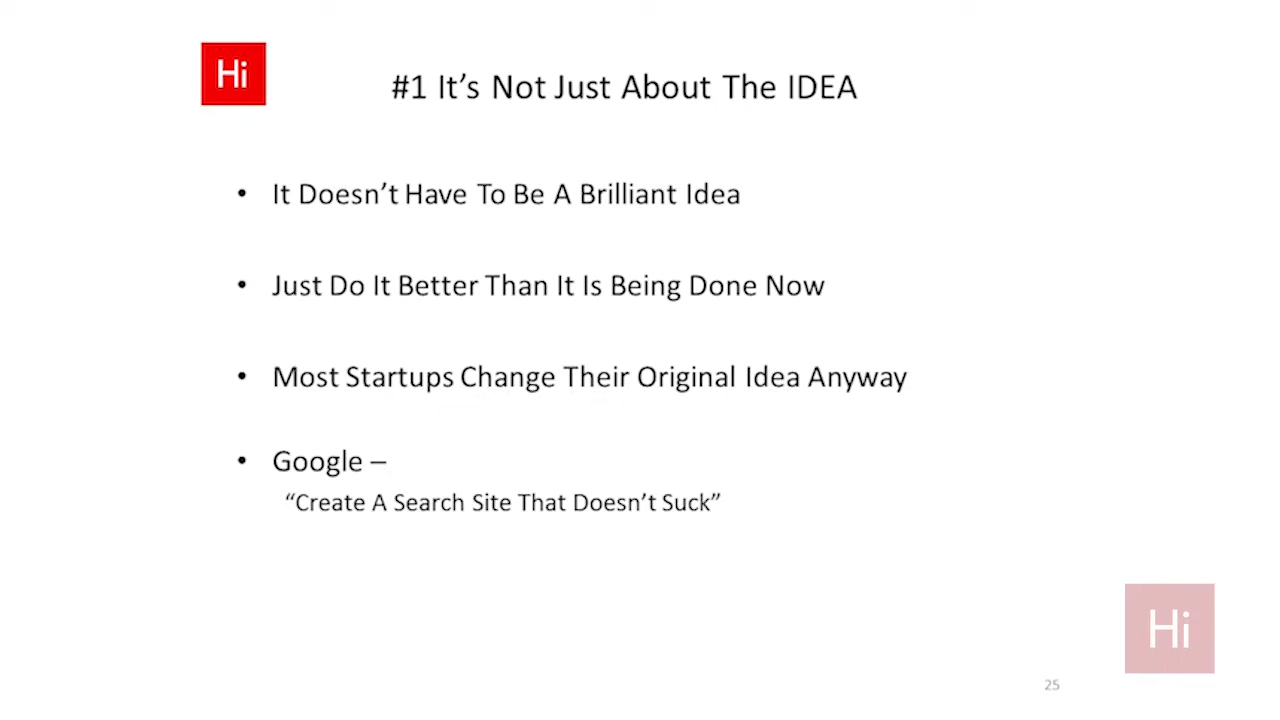 Hi
#1 It’s Not Just About The IDEA
• It Doesn’t Have To Be A Brilliant Idea
• Just Do It Better Than It Is Being Done Now
• Most Startups Change Their Original Idea Anyway
• Google –
“Create A Search Site That Doesn’t Suck”
Hi
25